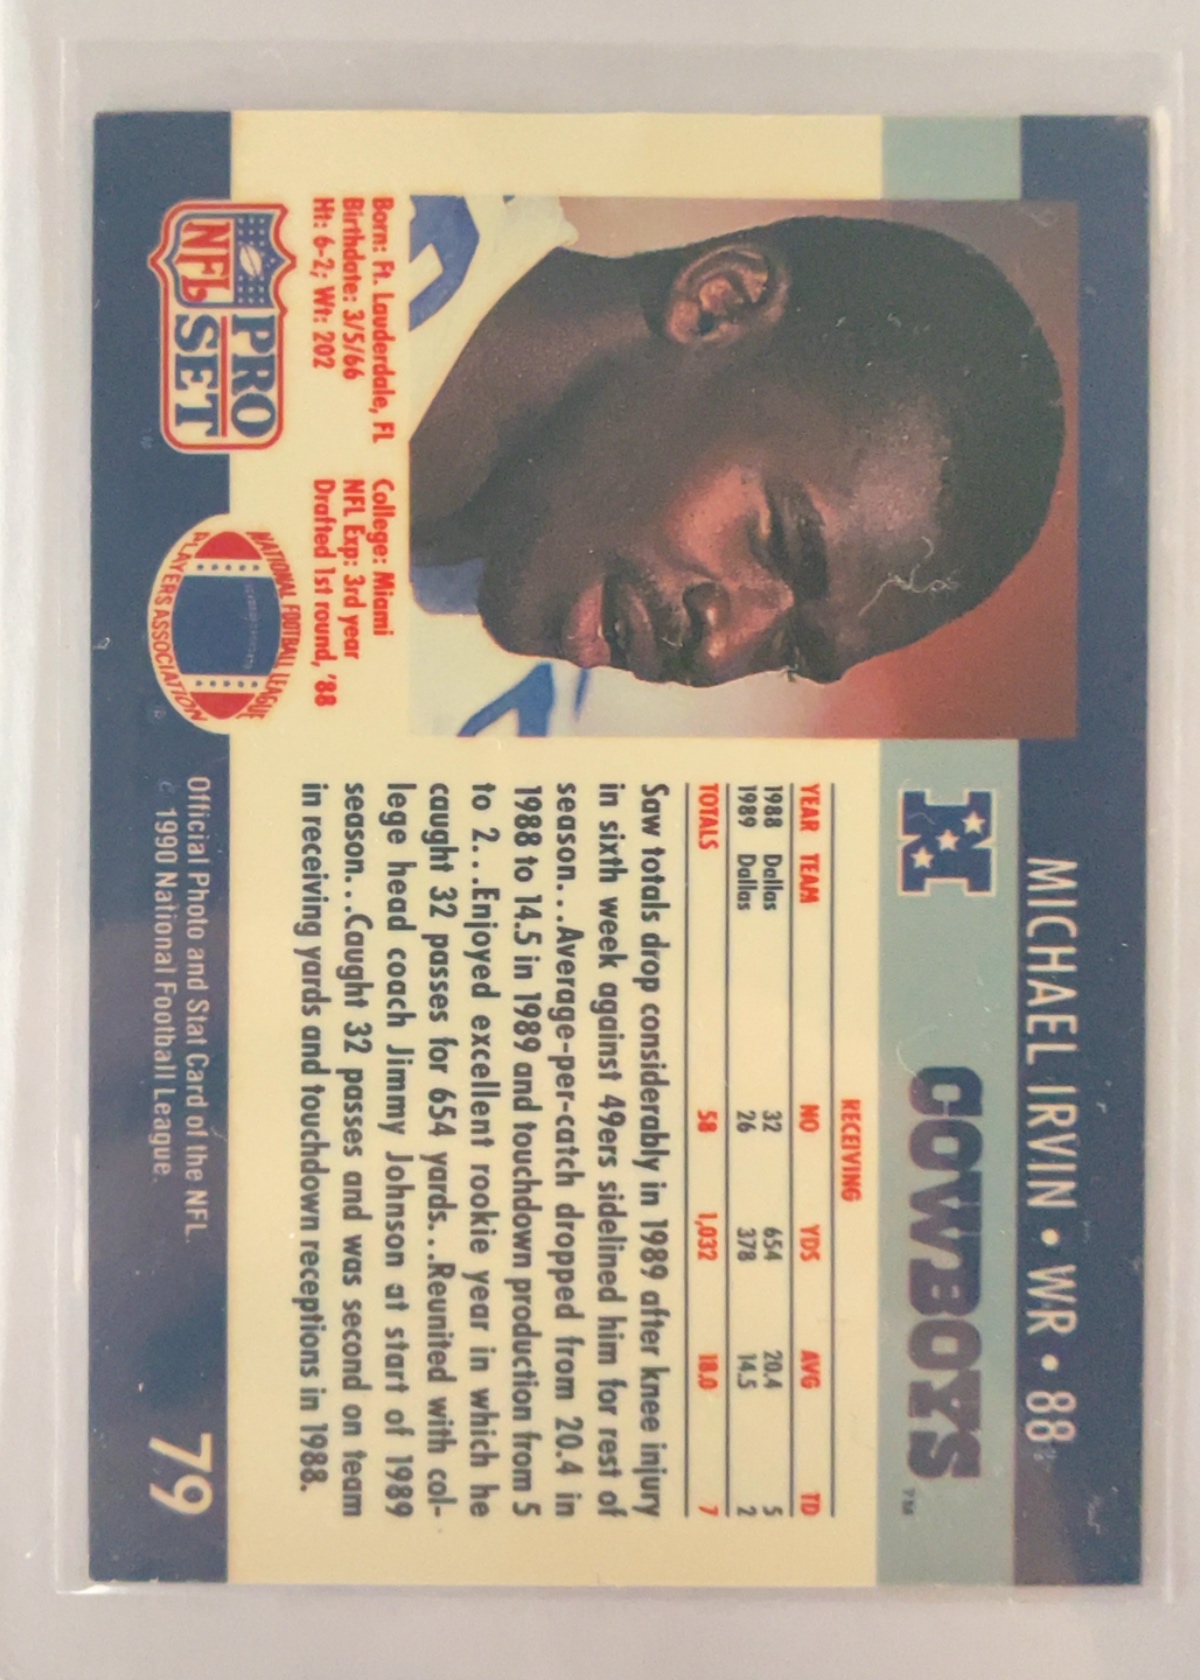 MICHAEL IRVIN • WR • 88
N
COWBOYS™
RECEIVING
YEAR TEAM NO YDS AVG TD
1988 Dallas 32 654 20.4 5
1989 Dallas 26 378 14.5 2
TOTALS 58 1,032 18.0 7
Saw totals drop considerably in 1989 after knee injury
in sixth week against 49ers sidelined him for rest of
season...Average-per-catch dropped from 20.4 in
1988 to 14.5 in 1989 and touchdown production from 5
to 2...Enjoyed excellent rookie year in which he
caught 32 passes for 654 yards...Reunited with col-
lege head coach Jimmy Johnson at start of 1989
season...Caught 32 passes and was second on team
in receiving yards and touchdown receptions in 1988.
Born: Ft. Lauderdale, FL
Birthdate: 3/5/66
Ht: 6-2; Wt: 202
College: Miami
NFL Exp: 3rd year
Drafted 1st round, '88
NFL PRO
SET
NATIONAL FOOTBALL LEAGUE
PLAYERS ASSOCIATION
Official Photo and Stat Card of the NFL.
© 1990 National Football League.
79